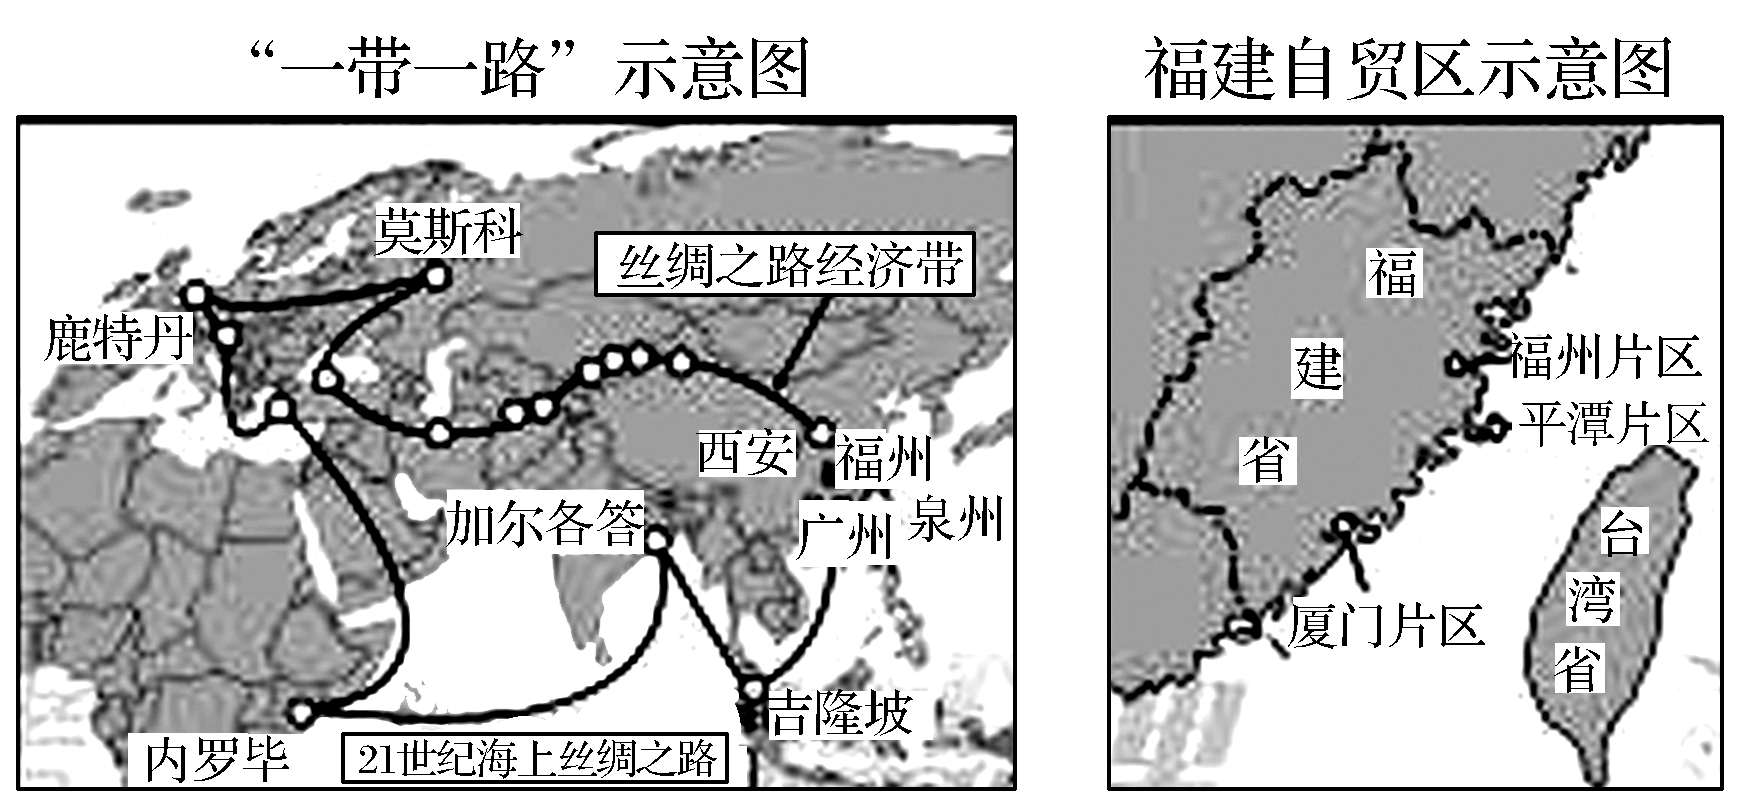 “一带一路”示意图
莫斯科
丝绸之路经济带
鹿特丹
西安
福州
加尔各答
广州
泉州
吉隆坡
内罗毕
21世纪海上丝绸之路
福建自贸区示意图
福
建
省
福州片区
平潭片区
厦门片区
台
湾
省